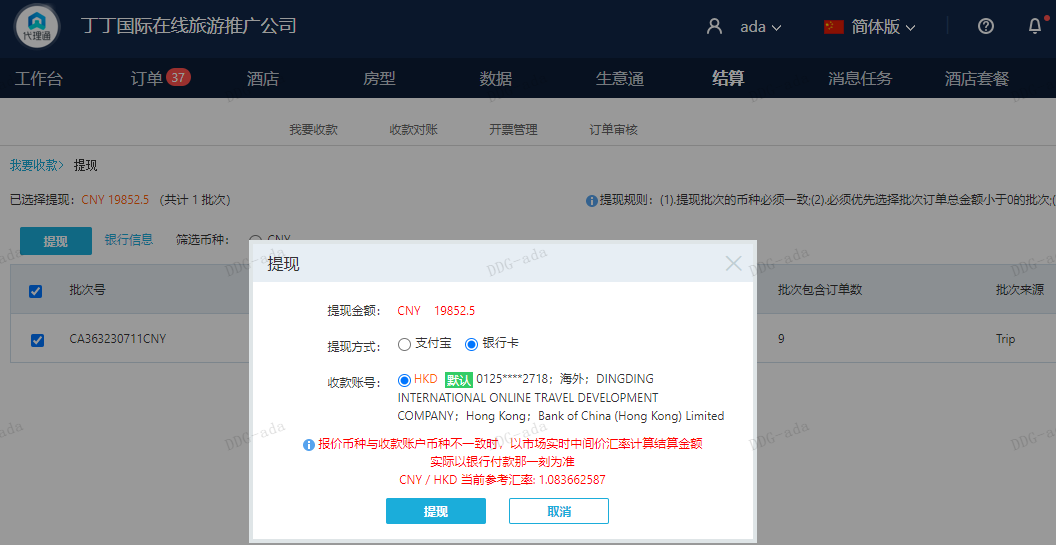 代理通
丁丁国际在线旅游推广公司
ada
简体版
工作台
订单 37
酒店
房型
数据
生意通
结算
消息任务
酒店套餐
我要收款
收款对账
开票管理
订单审核
我要收款> 提现
已选择提现: CNY 19852.5 (共计 1 批次)
提现规则: (1).提现批次的币种必须一致;(2).必须优先选择批次订单总金额小于0的批次;(
提现
银行信息
筛选币种:
CNY
批次号
批次包含订单数
批次来源
CA363230711CNY
9
Trip
提现
提现金额: CNY 19852.5
提现方式: 支付宝 银行卡
收款账号: HKD 默认 0125****2718; 海外; DINGDING
INTERNATIONAL ONLINE TRAVEL DEVELOPMENT
COMPANY; Hong Kong; Bank of China (Hong Kong) Limited
报价币种与收款账户币种不一致时, 以市场实时中间价汇率计算结算金额
实际以银行付款那一刻为准
CNY / HKD 当前参考汇率: 1.083662587
提现
取消
DDG-ada